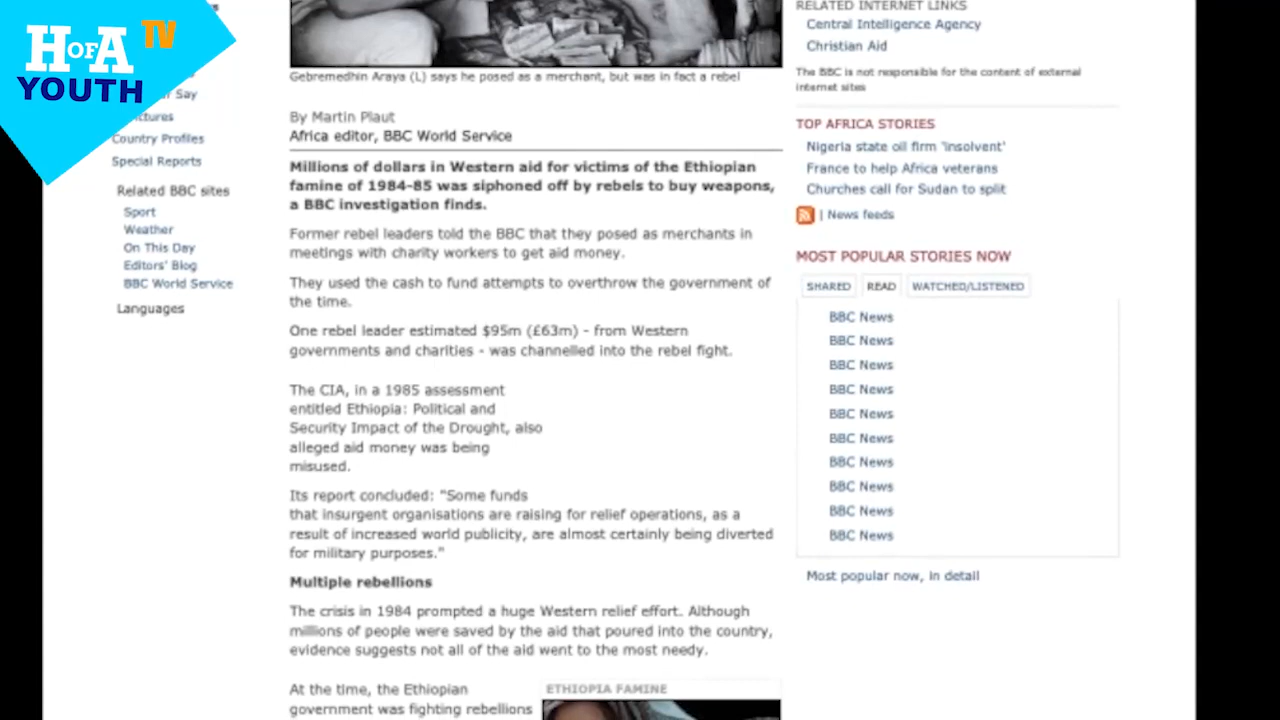 HOFA TV
YOUTH
Say
Country Profiles
Special Reports
Related BBC sites
Sport
Weather
On This Day
Editors' Blog
BBC World Service
Languages
Gebremedhin Araya (L) says he posed as a merchant, but was in fact a rebel
By Martin Plaut
Africa editor, BBC World Service
Millions of dollars in Western aid for victims of the Ethiopian
famine of 1984-85 was siphoned off by rebels to buy weapons,
a BBC investigation finds.
Former rebel leaders told the BBC that they posed as merchants in
meetings with charity workers to get aid money.
They used the cash to fund attempts to overthrow the government of
the time.
One rebel leader estimated $95m (£63m) - from Western
governments and charities - was channelled into the rebel fight.
The CIA, in a 1985 assessment
entitled Ethiopia: Political and
Security Impact of the Drought, also
alleged aid money was being
misused.
Its report concluded: "Some funds
that insurgent organisations are raising for relief operations, as a
result of increased world publicity, are almost certainly being diverted
for military purposes."
Multiple rebellions
The crisis in 1984 prompted a huge Western relief effort. Although
millions of people were saved by the aid that poured into the country,
evidence suggests not all of the aid went to the most needy.
At the time, the Ethiopian
government was fighting rebellions
ETHIOPIA FAMINE
RELATED INTERNET LINKS
Central Intelligence Agency
Christian Aid
The BBC is not responsible for the content of external
internet sites
TOP AFRICA STORIES
Nigeria state oil firm 'insolvent'
France to help Africa veterans
Churches call for Sudan to split
| News feeds
MOST POPULAR STORIES NOW
SHARED READ WATCHED/LISTENED
BBC News
BBC News
BBC News
BBC News
BBC News
BBC News
BBC News
BBC News
BBC News
BBC News
Most popular now, in detail